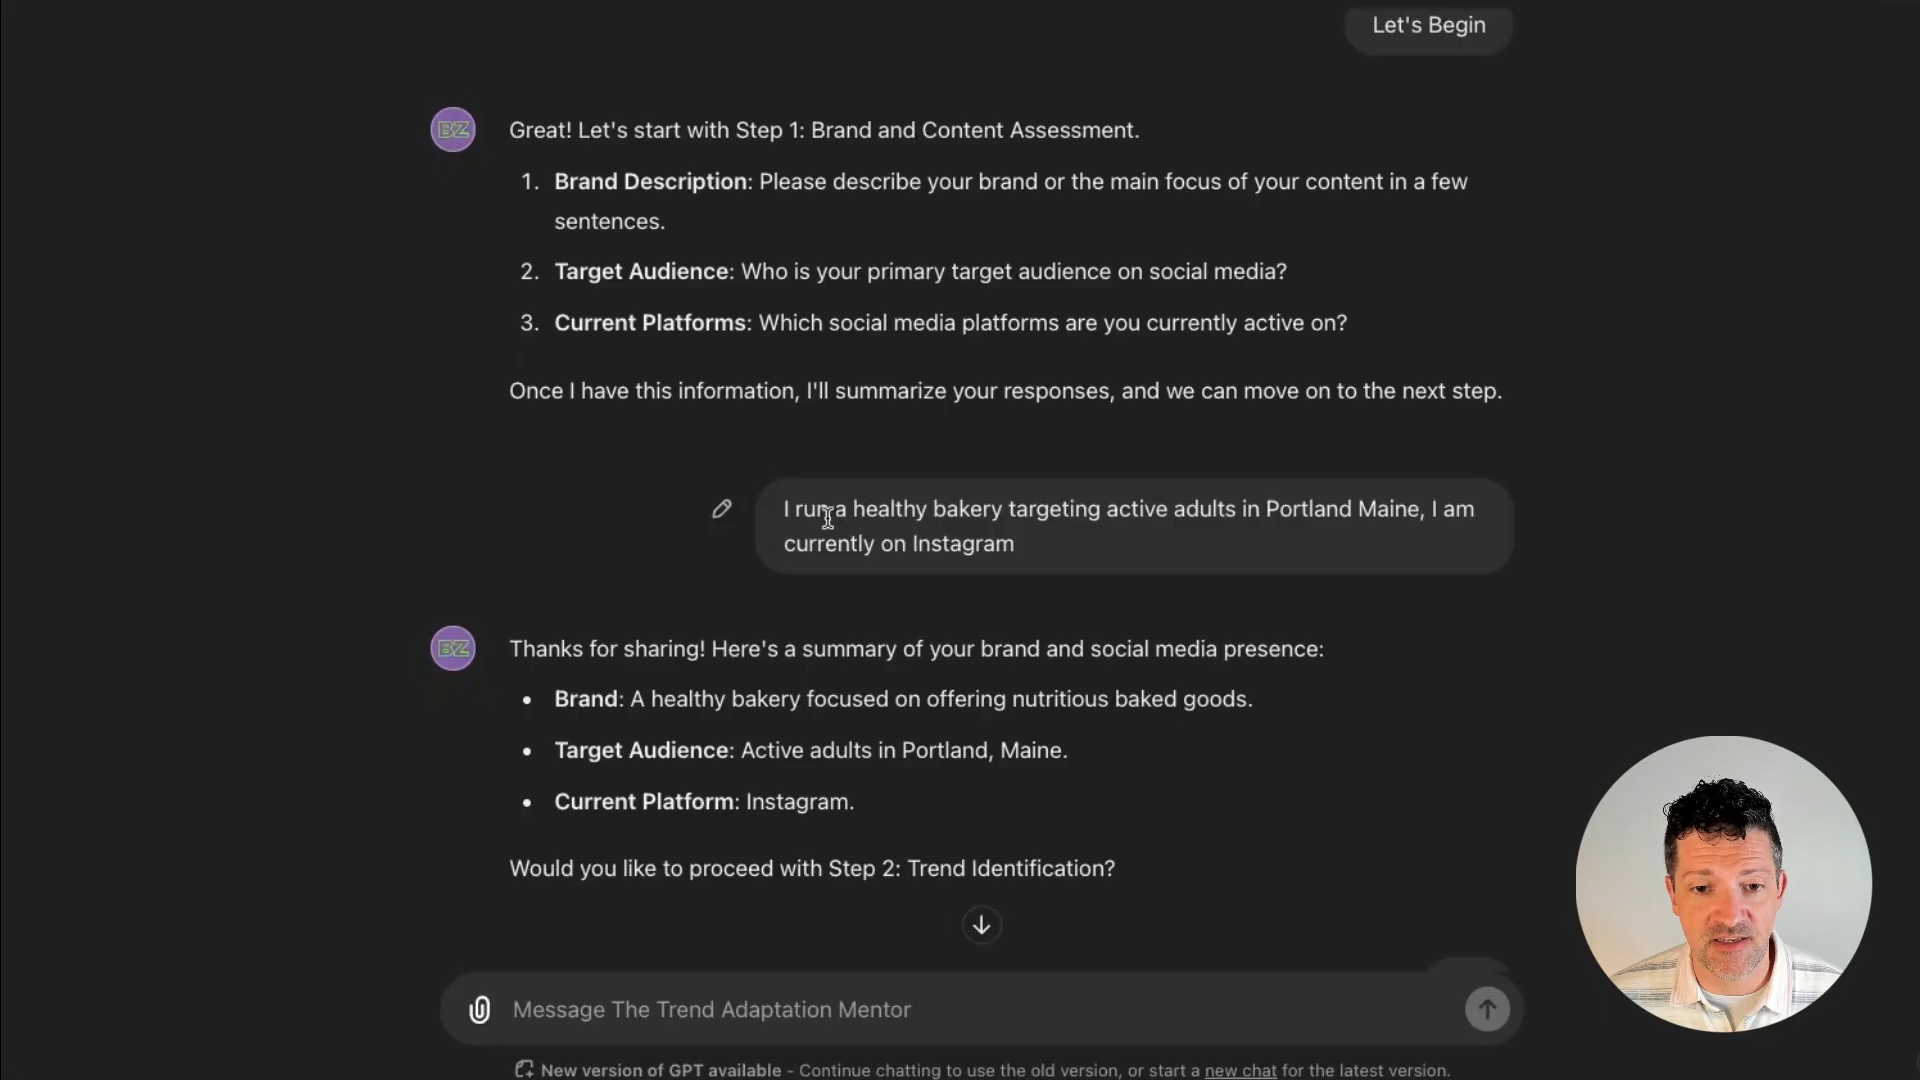 Let's Begin
BZ
Great! Let's start with Step 1: Brand and Content Assessment.
1. Brand Description: Please describe your brand or the main focus of your content in a few
sentences.
2. Target Audience: Who is your primary target audience on social media?
3. Current Platforms: Which social media platforms are you currently active on?
Once I have this information, I'll summarize your responses, and we can move on to the next step.
I run a healthy bakery targeting active adults in Portland Maine, I am
currently on Instagram
BZ
Thanks for sharing! Here's a summary of your brand and social media presence:
• Brand: A healthy bakery focused on offering nutritious baked goods.
• Target Audience: Active adults in Portland, Maine.
• Current Platform: Instagram.
Would you like to proceed with Step 2: Trend Identification?
Message The Trend Adaptation Mentor
New version of GPT available - Continue chatting to use the old version, or start a new chat for the latest version.